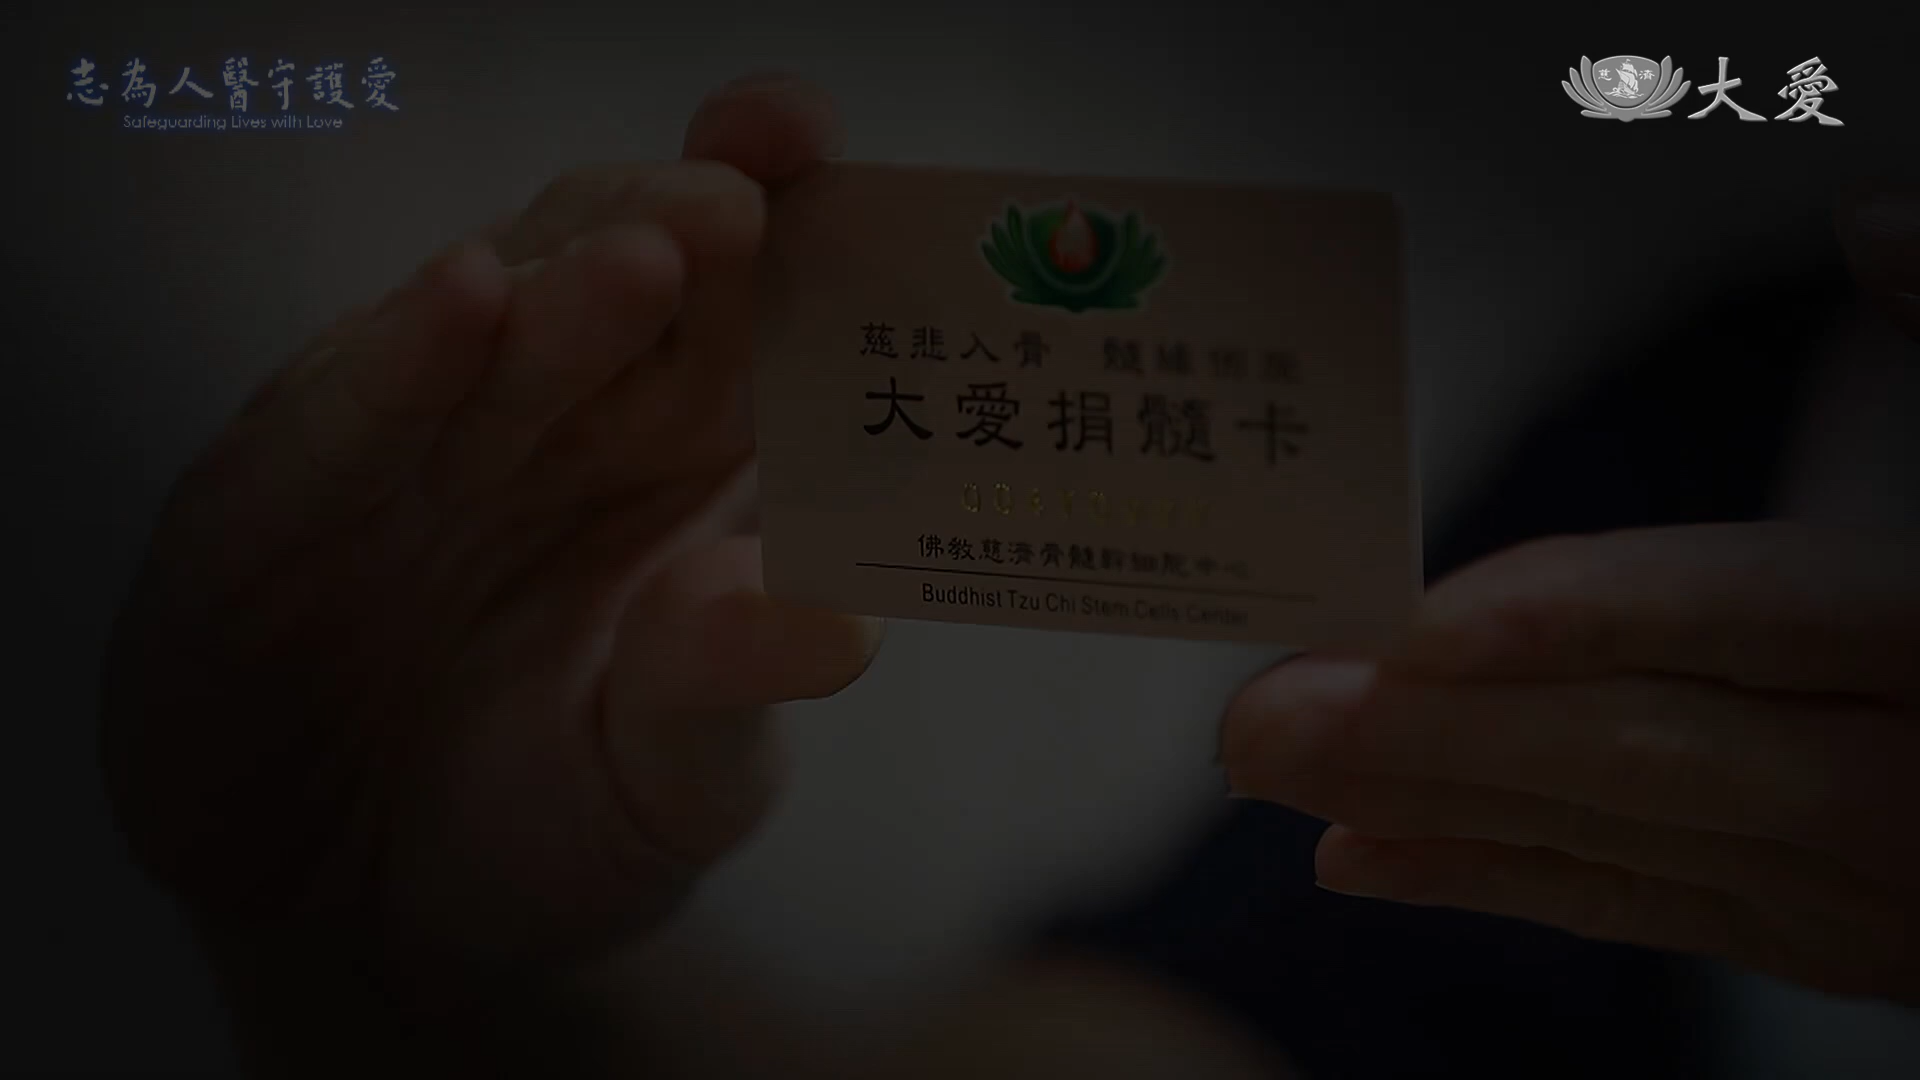 志為人醫守護愛
Safeguarding Lives with Love
慈濟
大愛
慈悲入骨
大愛捐髓卡
佛教慈濟骨髓幹細胞中心
Buddhist Tzu Chi Stem Cells Center